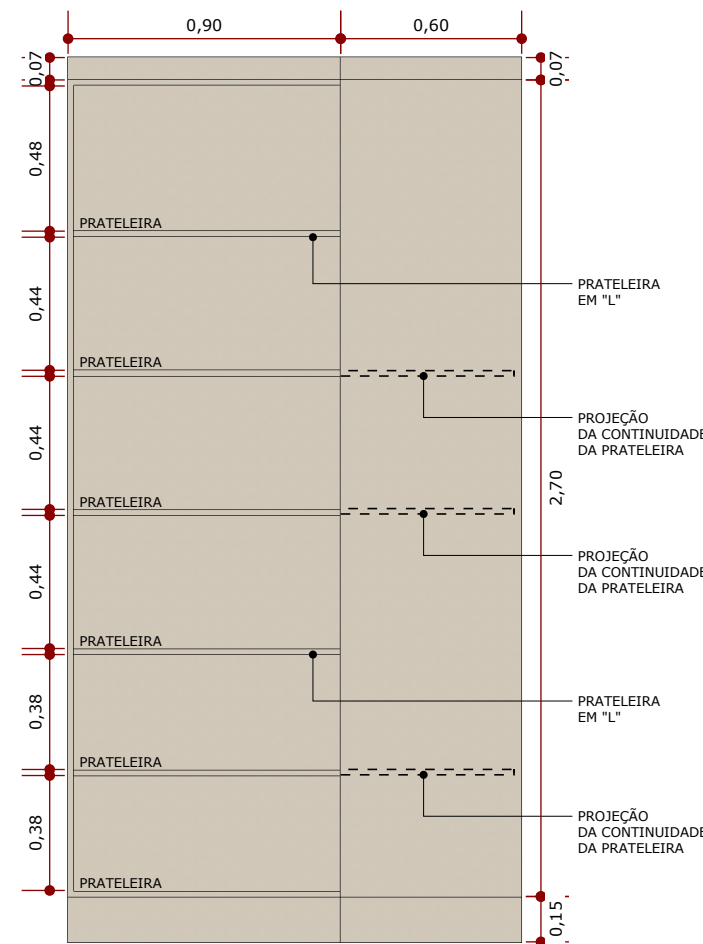 0,90
0,60
0,07
0,07
0,48
PRATELEIRA
PRATELEIRA
EM "L"
0,44
PRATELEIRA
PROJEÇÃO
DA CONTINUIDADE
DA PRATELEIRA
0,44
2,70
PRATELEIRA
PROJEÇÃO
DA CONTINUIDADE
DA PRATELEIRA
0,44
PRATELEIRA
PRATELEIRA
EM "L"
0,38
PRATELEIRA
PROJEÇÃO
DA CONTINUIDADE
DA PRATELEIRA
0,38
PRATELEIRA
0,15